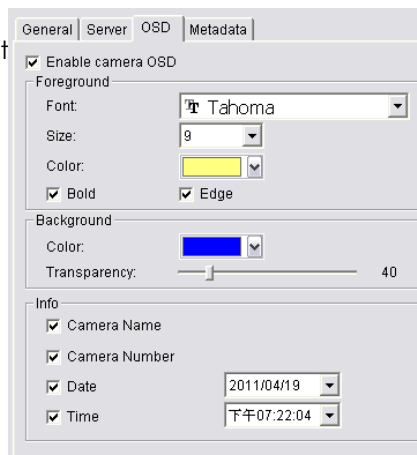 General Server OSD Metadata
†
Enable camera OSD
Foreground
Font: Tahoma
Size: 9
Color:
Bold Edge
Background
Color:
Transparency: 40
Info
Camera Name
Camera Number
Date 2011/04/19
Time 下午07:22:04